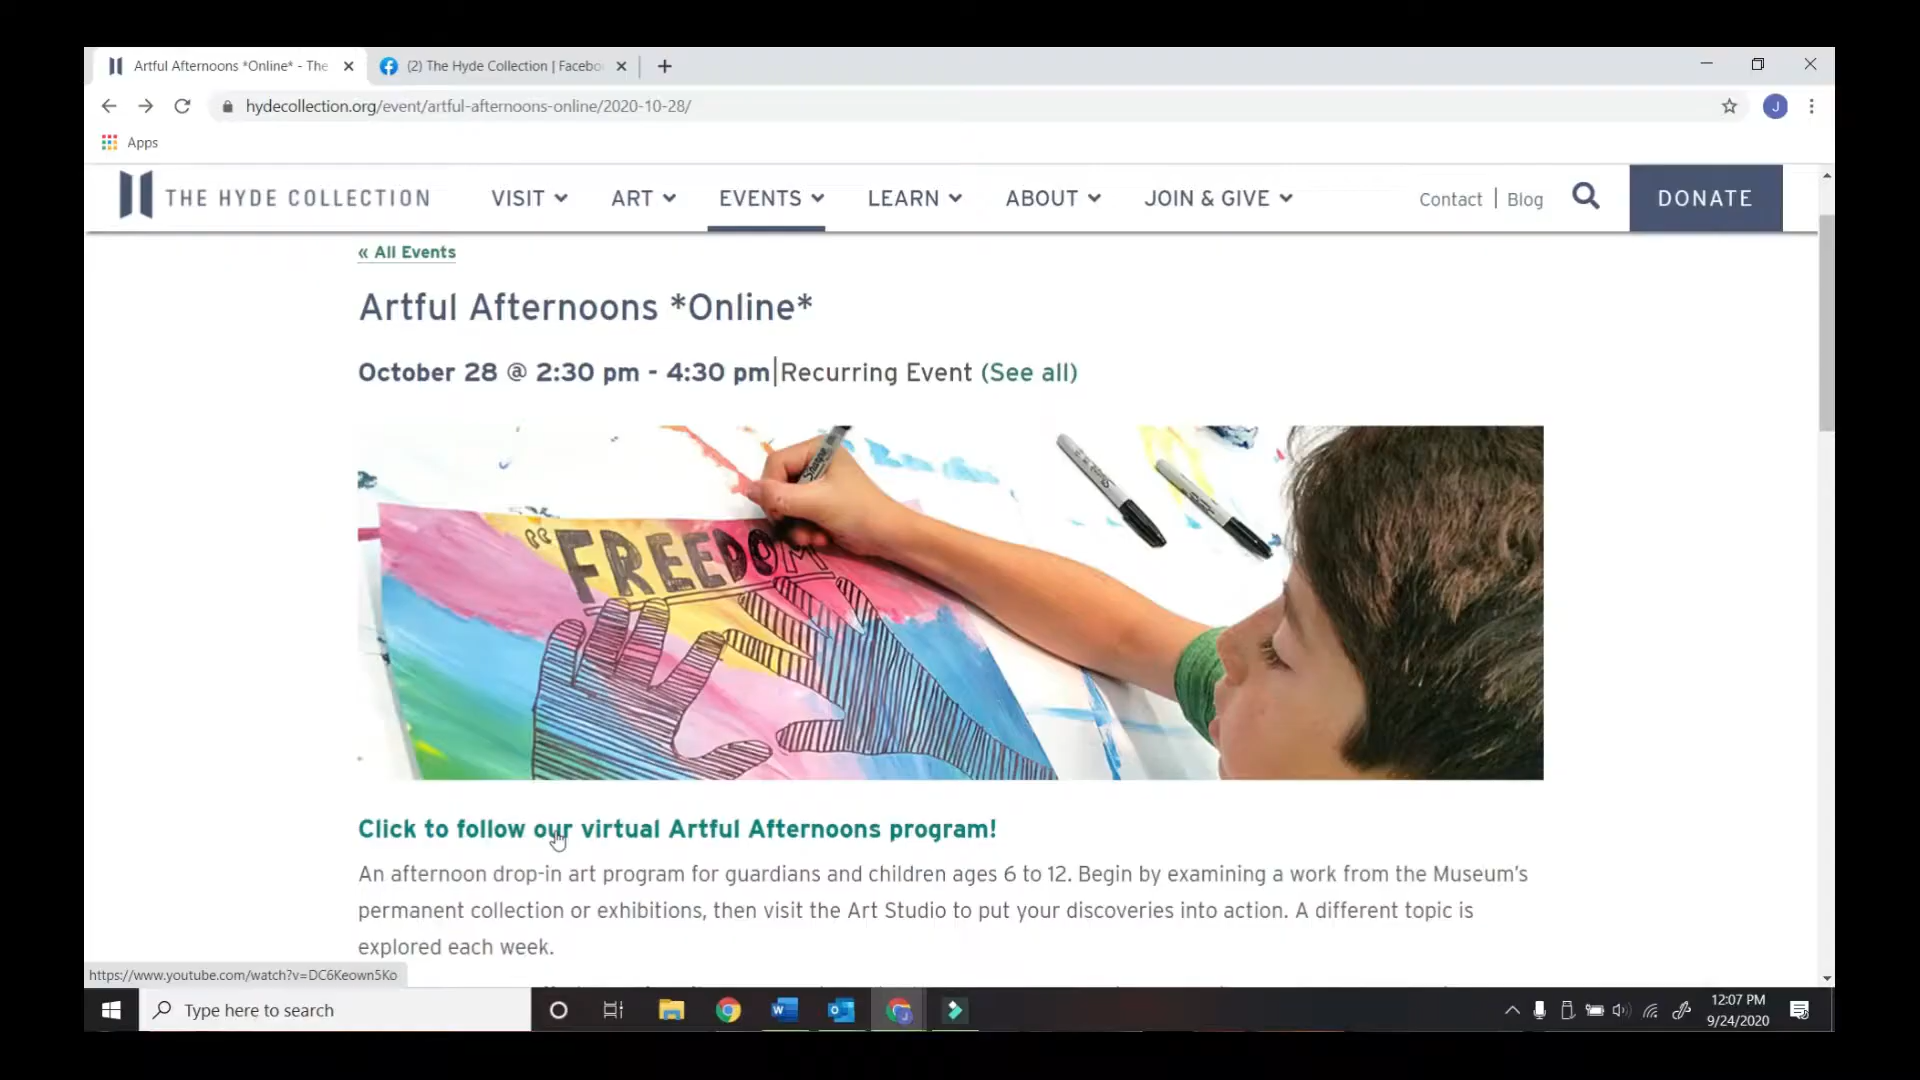 Artful Afternoons *Online* - The
(2) The Hyde Collection | Facebo
hydecollection.org/event/artful-afternoons-online/2020-10-28/
J
Apps
THE HYDE COLLECTION VISIT ART EVENTS LEARN ABOUT JOIN & GIVE Contact | Blog DONATE
« All Events
Artful Afternoons *Online*
October 28 @ 2:30 pm - 4:30 pm|Recurring Event (See all)
Sharpie
"FREEDOM
Click to follow our virtual Artful Afternoons program!
An afternoon drop-in art program for guardians and children ages 6 to 12. Begin by examining a work from the Museum's
permanent collection or exhibitions, then visit the Art Studio to put your discoveries into action. A different topic is
explored each week.
https://www.youtube.com/watch?v=DC6Keown5Ko
Type here to search
12:07 PM
9/24/2020